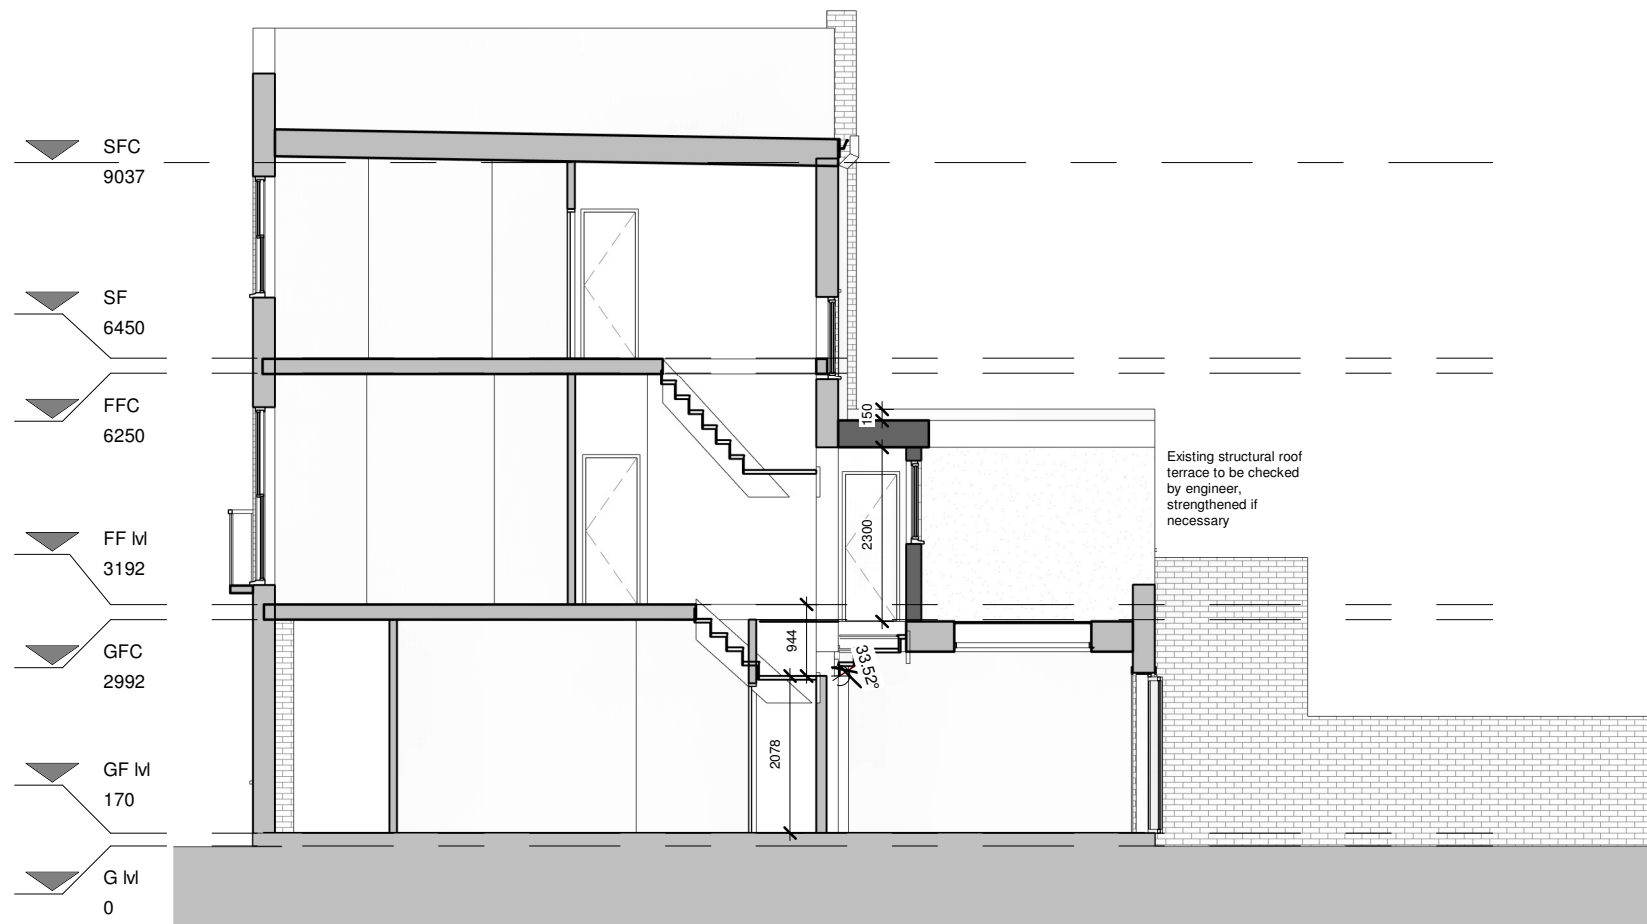 SFC
9037
SF
6450
FFC
6250
FF lvl
3192
GFC
2992
GF lvl
170
G lvl
0
150
2300
944
33.52°
2078
Existing structural roof
terrace to be checked
by engineer,
strengthened if
necessary